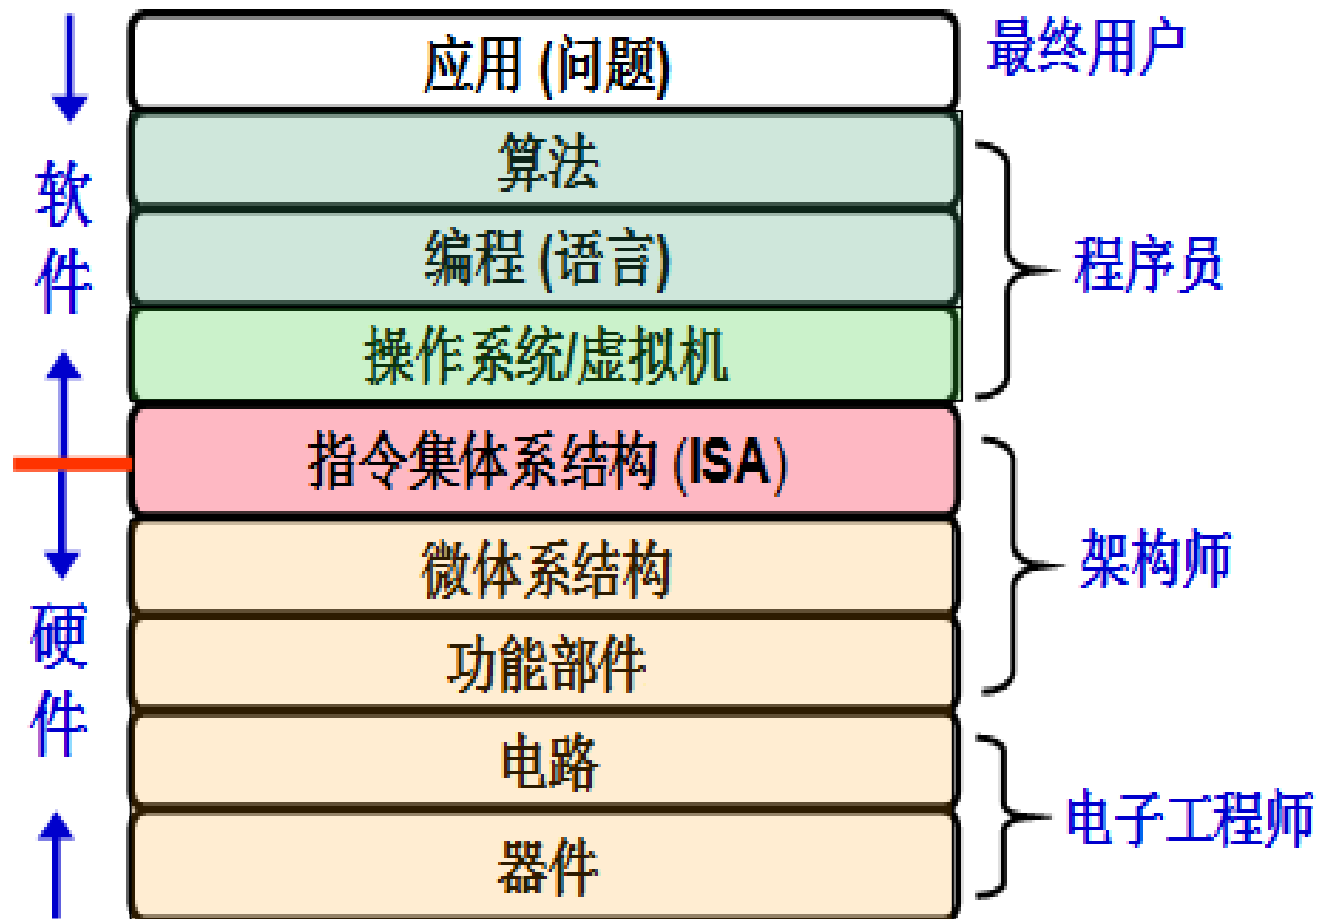 应用 (问题)
最终用户
算法
编程 (语言)
操作系统/虚拟机
程序员
指令集体系结构 (ISA)
微体系结构
功能部件
架构师
电路
器件
电子工程师
软
件
硬
件